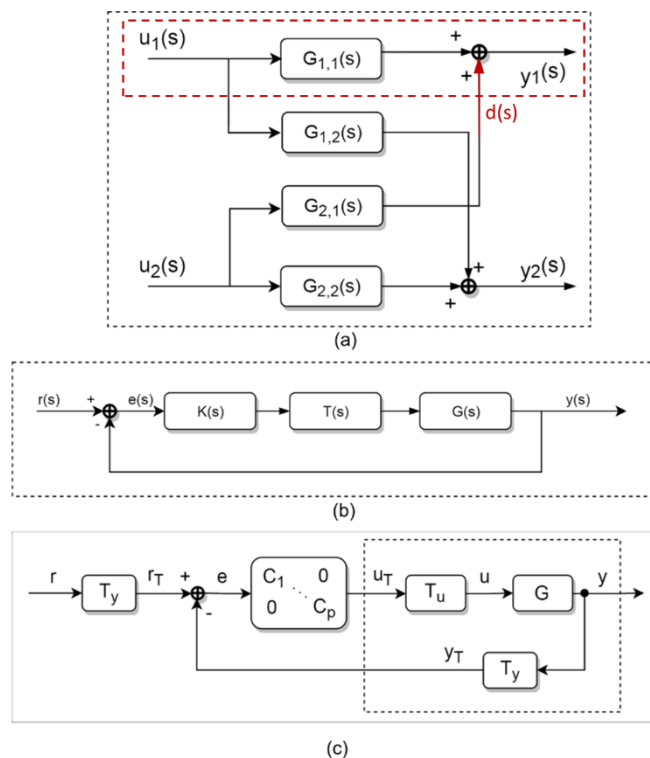 u1(s)
G1,1(s)
+
+
y1(s)
d(s)
G1,2(s)
G2,1(s)
u2(s)
G2,2(s)
+
+
y2(s)
(a)
r(s)
+
-
e(s)
K(s)
T(s)
G(s)
y(s)
(b)
r
Ty
rT
+
-
e
C1 0
⋱
0 Cp
uT
Tu
u
G
y
yT
Ty
(c)